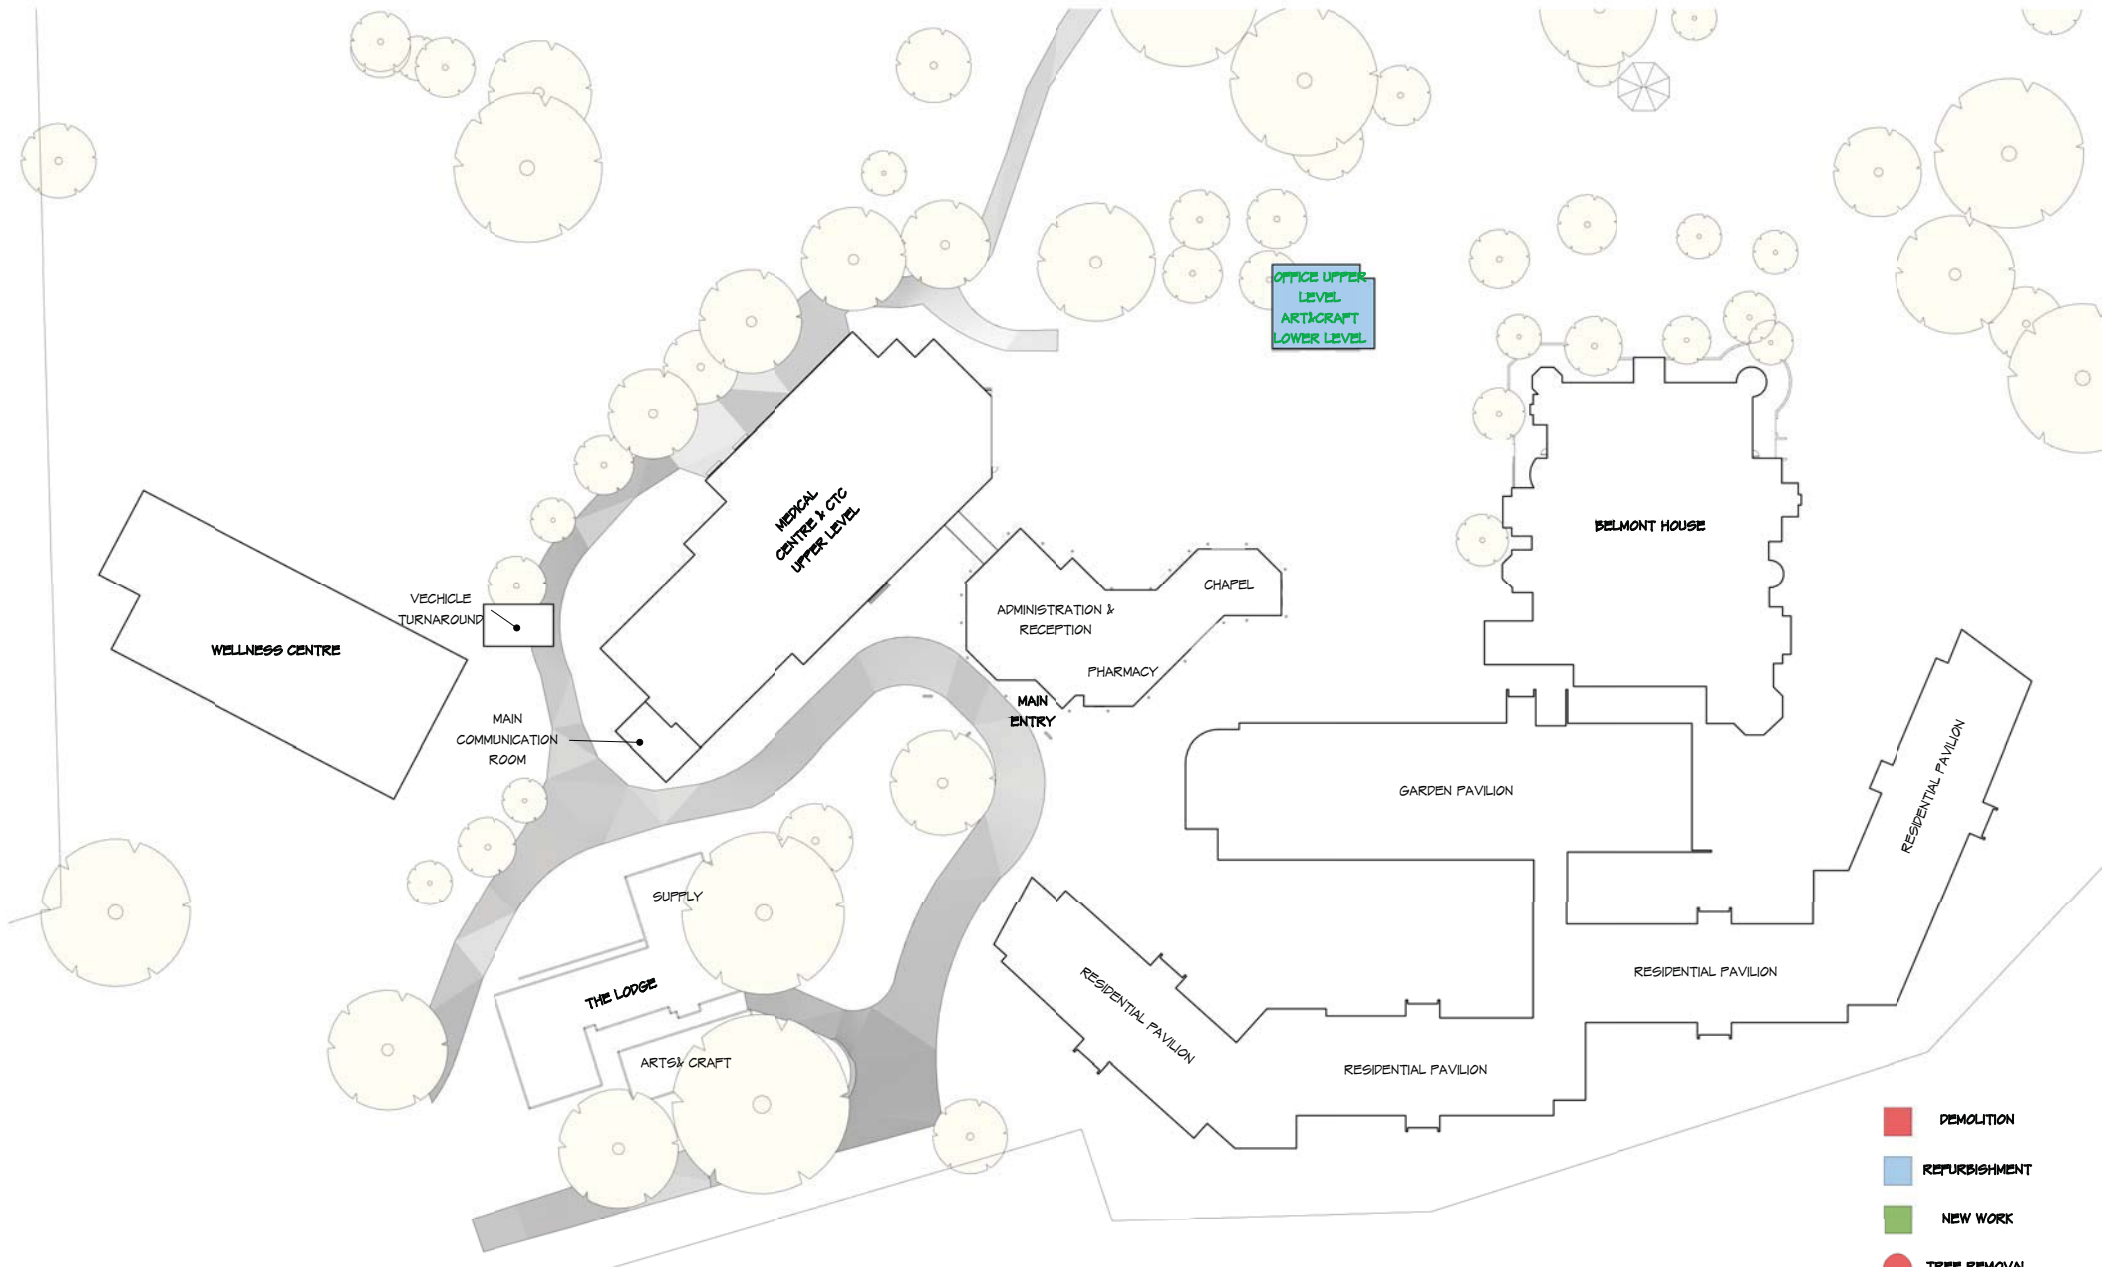 OFFICE UPPER
LEVEL
ART&CRAFT
LOWER LEVEL
MEDICAL
CENTRE & CTC
UPPER LEVEL
BELMONT HOUSE
CHAPEL
ADMINISTRATION &
RECEPTION
PHARMACY
VECHICLE
TURNAROUND
WELLNESS CENTRE
MAIN
ENTRY
MAIN
COMMUNICATION
ROOM
GARDEN PAVILION
RESIDENTIAL PAVILION
SUPPLY
THE LODGE
ARTS& CRAFT
RESIDENTIAL PAVILION
RESIDENTIAL PAVILION
RESIDENTIAL PAVILION
DEMOLITION
REFURBISHMENT
NEW WORK
TREE REMOVAL